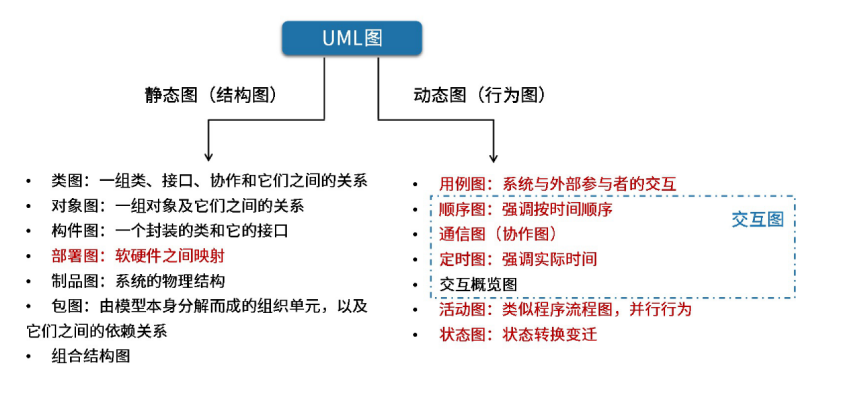 UML图
静态图（结构图）
动态图（行为图）
• 类图：一组类、接口、协作和它们之间的关系
• 对象图：一组对象及它们之间的关系
• 构件图：一个封装的类和它的接口
• 部署图：软硬件之间映射
• 制品图：系统的物理结构
• 包图：由模型本身分解而成的组织单元，以及
它们之间的依赖关系
• 组合结构图
• 用例图：系统与外部参与者的交互
• 顺序图：强调按时间顺序
交互图
• 通信图（协作图）
• 定时图：强调实际时间
• 交互概览图
• 活动图：类似程序流程图，并行行为
• 状态图：状态转换变迁